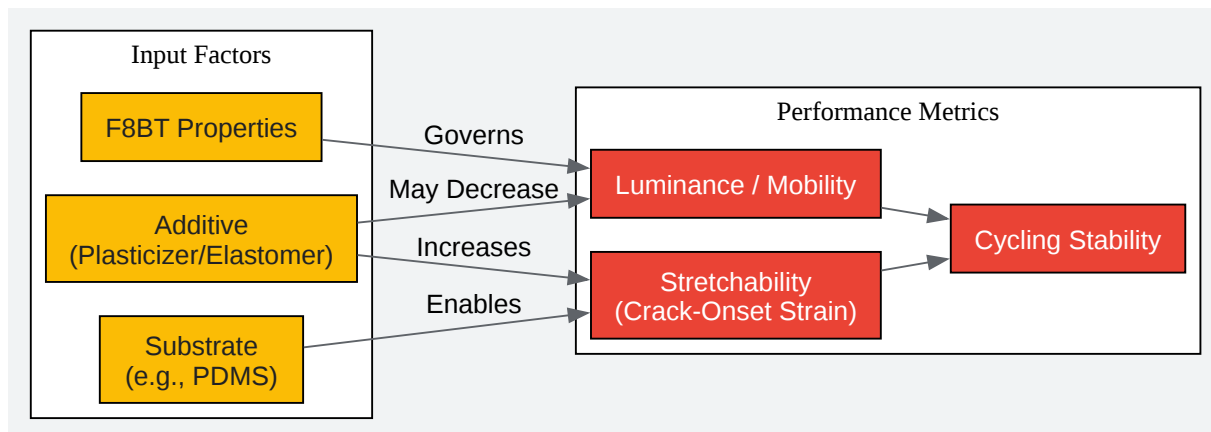 Input Factors
F8BT Properties
Additive
(Plasticizer/Elastomer)
Substrate
(e.g., PDMS)
Governs
May Decrease
Increases
Enables
Performance Metrics
Luminance / Mobility
Stretchability
(Crack-Onset Strain)
Cycling Stability